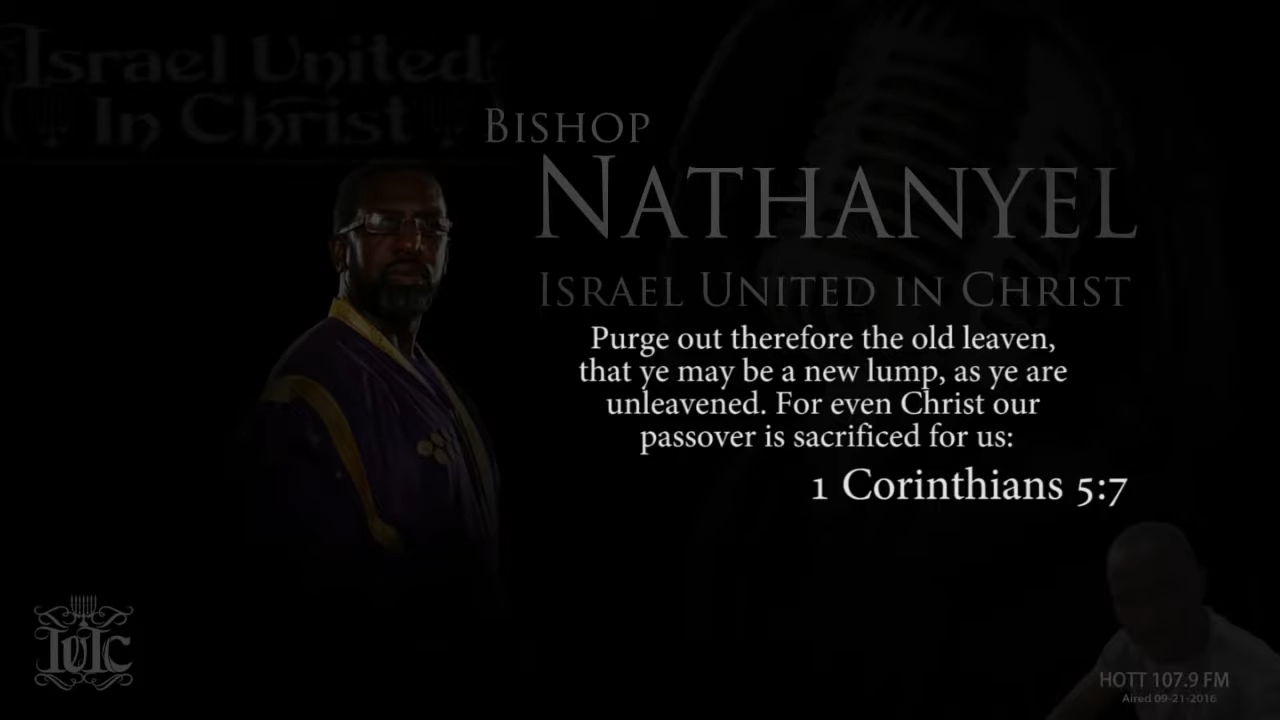 Israel United
In Christ
BISHOP
NATHANYEL
ISRAEL UNITED IN CHRIST
Purge out therefore the old leaven,
that ye may be a new lump, as ye are
unleavened. For even Christ our
passover is sacrificed for us:
1 Corinthians 5:7
IUIC
HOTT 107.9 FM
Aired 09-21-2016